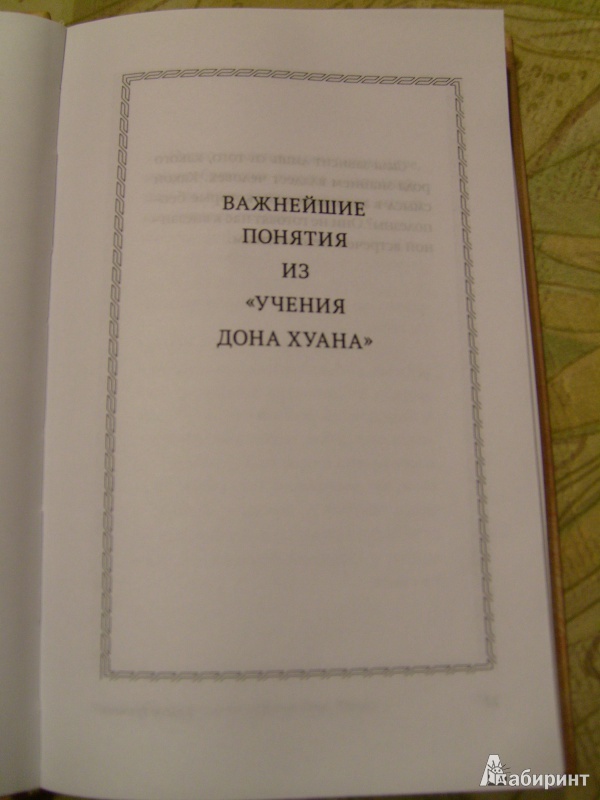 ВАЖНЕЙШИЕ
ПОНЯТИЯ
ИЗ
«УЧЕНИЯ
ДОНА ХУАНА»
Лабиринт